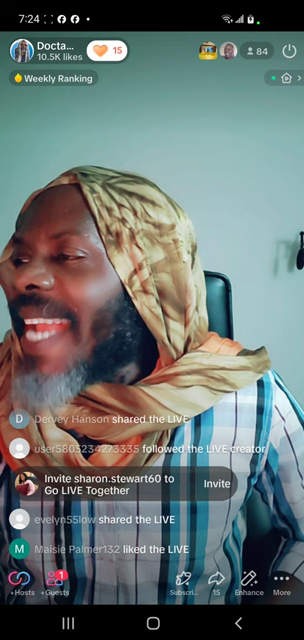 7:24
Docta...
10.5K likes
15
84
Weekly Ranking
D Dervey Hanson shared the LIVE
user5805234273335 followed the LIVE creator
Invite sharon.stewart60 to
Go LIVE Together
Invite
evelyn55low shared the LIVE
M Maisie Palmer132 liked the LIVE
1
+Hosts
+Guests
Subscri...
15
Enhance
More